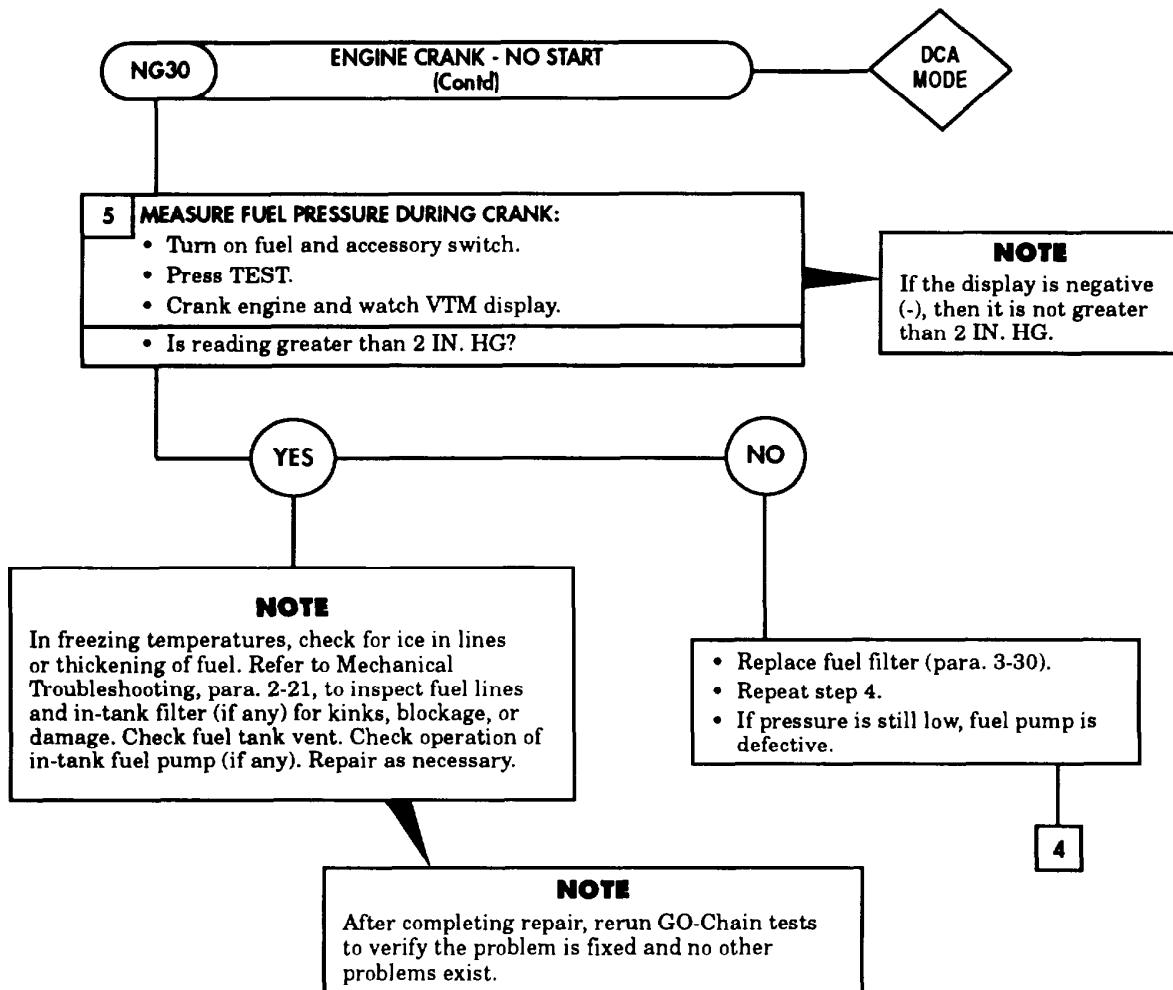 NG30
ENGINE CRANK - NO START
(Contd)
DCA
MODE
5 MEASURE FUEL PRESSURE DURING CRANK:
• Turn on fuel and accessory switch.
• Press TEST.
• Crank engine and watch VTM display.
• Is reading greater than 2 IN. HG?
NOTE
If the display is negative
(-), then it is not greater
than 2 IN. HG.
YES
NO
NOTE
In freezing temperatures, check for ice in lines
or thickening of fuel. Refer to Mechanical
Troubleshooting, para. 2-21, to inspect fuel lines
and in-tank filter (if any) for kinks, blockage, or
damage. Check fuel tank vent. Check operation of
in-tank fuel pump (if any). Repair as necessary.
• Replace fuel filter (para. 3-30).
• Repeat step 4.
• If pressure is still low, fuel pump is
defective.
4
NOTE
After completing repair, rerun GO-Chain tests
to verify the problem is fixed and no other
problems exist.